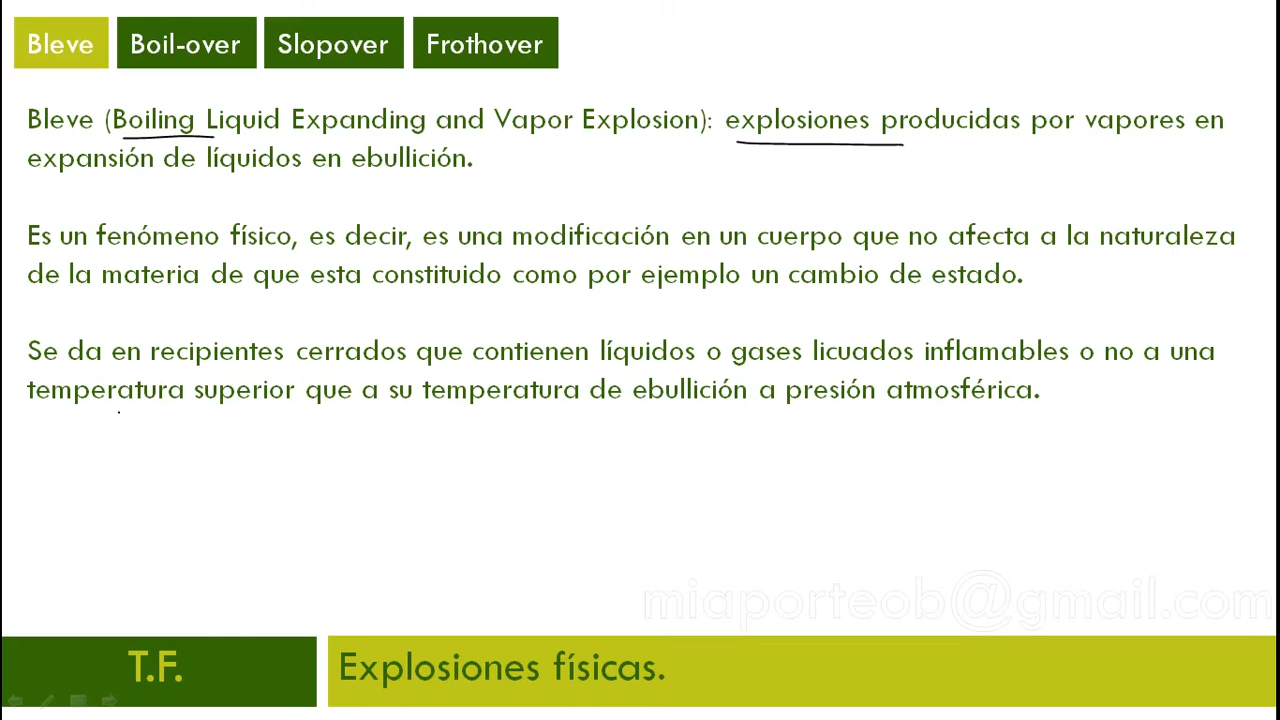 Bleve
Boil-over
Slopover
Frothover
Bleve (Boiling Liquid Expanding and Vapor Explosion): explosiones producidas por vapores en
expansión de líquidos en ebullición.
Es un fenómeno físico, es decir, es una modificación en un cuerpo que no afecta a la naturaleza
de la materia de que esta constituido como por ejemplo un cambio de estado.
Se da en recipientes cerrados que contienen líquidos o gases licuados inflamables o no a una
temperatura superior que a su temperatura de ebullición a presión atmosférica.
miaporteob@gmail.com
T.F.
Explosiones físicas.